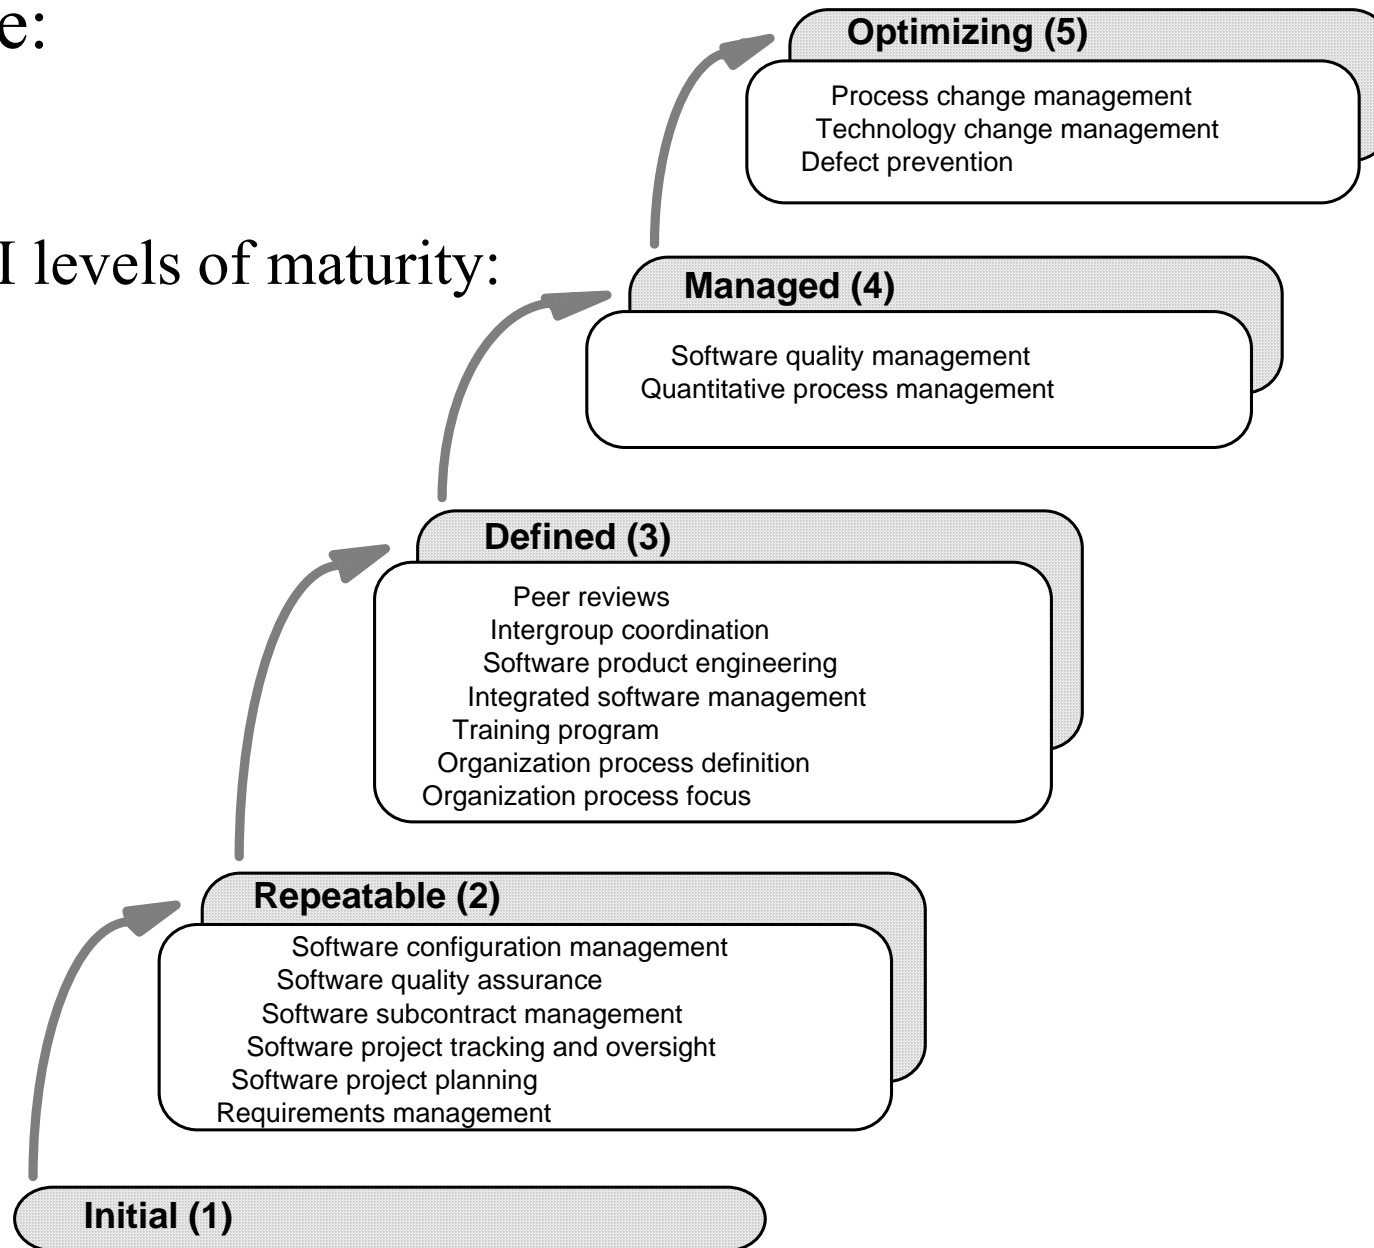 e:
Optimizing (5)
Process change management
Technology change management
Defect prevention
I levels of maturity:
Managed (4)
Software quality management
Quantitative process management
Defined (3)
Peer reviews
Intergroup coordination
Software product engineering
Integrated software management
Training program
Organization process definition
Organization process focus
Repeatable (2)
Software configuration management
Software quality assurance
Software subcontract management
Software project tracking and oversight
Software project planning
Requirements management
Initial (1)